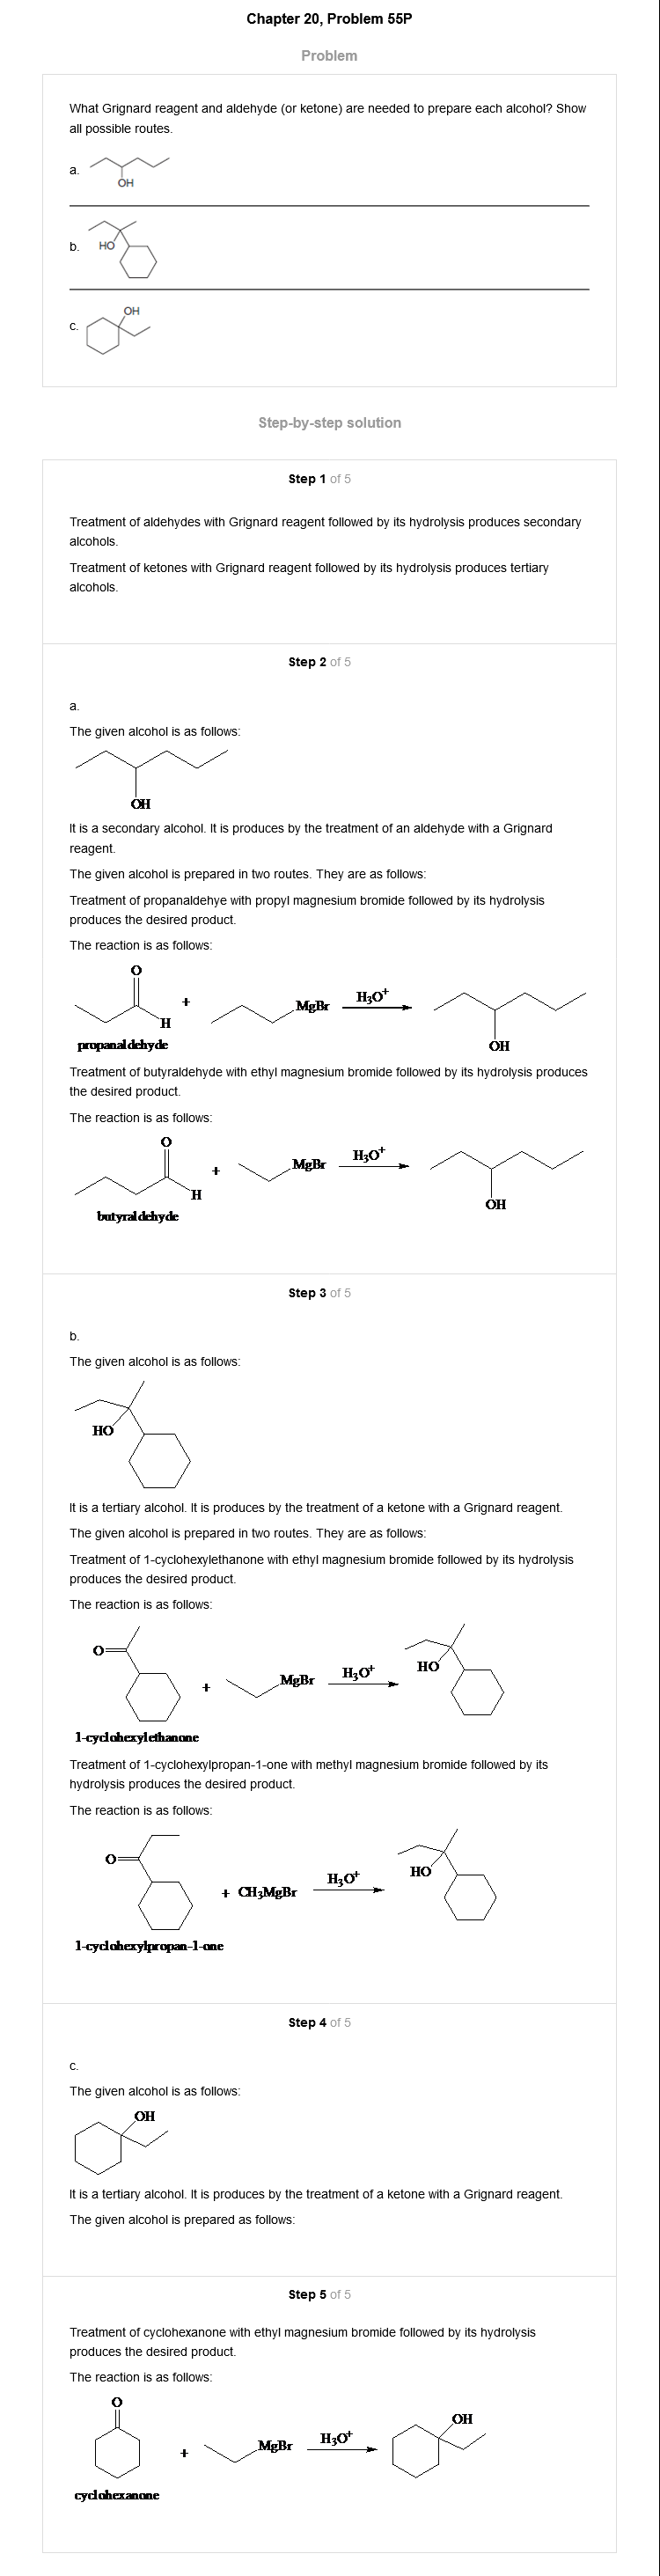 Chapter 20, Problem 55P
Problem
What Grignard reagent and aldehyde (or ketone) are needed to prepare each alcohol? Show
all possible routes.
a.
OH
b.
HO
c.
OH
Step-by-step solution
Step 1 of 5
Treatment of aldehydes with Grignard reagent followed by its hydrolysis produces secondary
alcohols.
Treatment of ketones with Grignard reagent followed by its hydrolysis produces tertiary
alcohols.
Step 2 of 5
a.
The given alcohol is as follows:
OH
It is a secondary alcohol. It is produces by the treatment of an aldehyde with a Grignard
reagent.
The given alcohol is prepared in two routes. They are as follows:
Treatment of propanaldehye with propyl magnesium bromide followed by its hydrolysis
produces the desired product.
The reaction is as follows:
O
H
+
MgBr
H₃O⁺
OH
propanaldehyde
Treatment of butyraldehyde with ethyl magnesium bromide followed by its hydrolysis produces
the desired product.
The reaction is as follows:
O
H
+
MgBr
H₃O⁺
OH
butyraldehyde
Step 3 of 5
b.
The given alcohol is as follows:
HO
It is a tertiary alcohol. It is produces by the treatment of a ketone with a Grignard reagent.
The given alcohol is prepared in two routes. They are as follows:
Treatment of 1-cyclohexylethanone with ethyl magnesium bromide followed by its hydrolysis
produces the desired product.
The reaction is as follows:
O
+
MgBr
H₃O⁺
HO
1-cyclohexylethanone
Treatment of 1-cyclohexylpropan-1-one with methyl magnesium bromide followed by its
hydrolysis produces the desired product.
The reaction is as follows:
O
+ CH₃MgBr
H₃O⁺
HO
1-cyclohexylpropan-1-one
Step 4 of 5
c.
The given alcohol is as follows:
OH
It is a tertiary alcohol. It is produces by the treatment of a ketone with a Grignard reagent.
The given alcohol is prepared as follows:
Step 5 of 5
Treatment of cyclohexanone with ethyl magnesium bromide followed by its hydrolysis
produces the desired product.
The reaction is as follows:
O
+
MgBr
H₃O⁺
OH
cyclohexanone